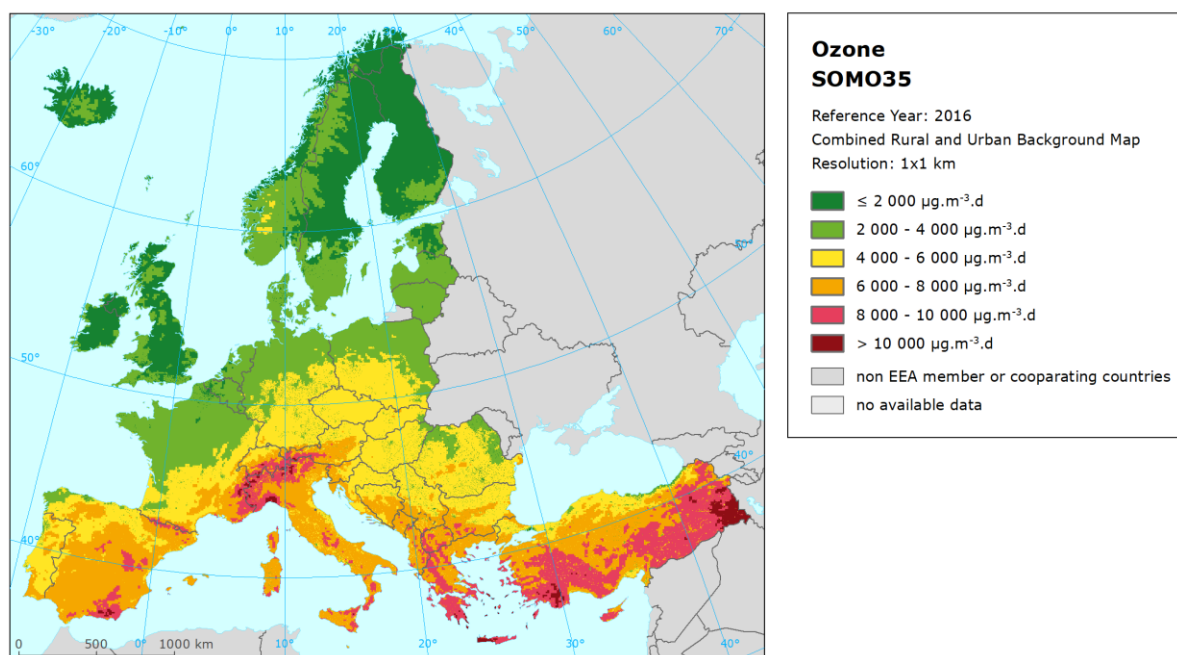 -30° -20° -10° 0° 10° 20° 30° 40° 50° 60° 70°
60°
50°
50°
40°
40°
0 500 0° 1000 km 10° 20° 30° 40°
Ozone
SOMO35
Reference Year: 2016
Combined Rural and Urban Background Map
Resolution: 1x1 km
≤ 2 000 µg.m⁻³.d
2 000 - 4 000 µg.m⁻³.d
4 000 - 6 000 µg.m⁻³.d
6 000 - 8 000 µg.m⁻³.d
8 000 - 10 000 µg.m⁻³.d
> 10 000 µg.m⁻³.d
non EEA member or cooparating countries
no available data